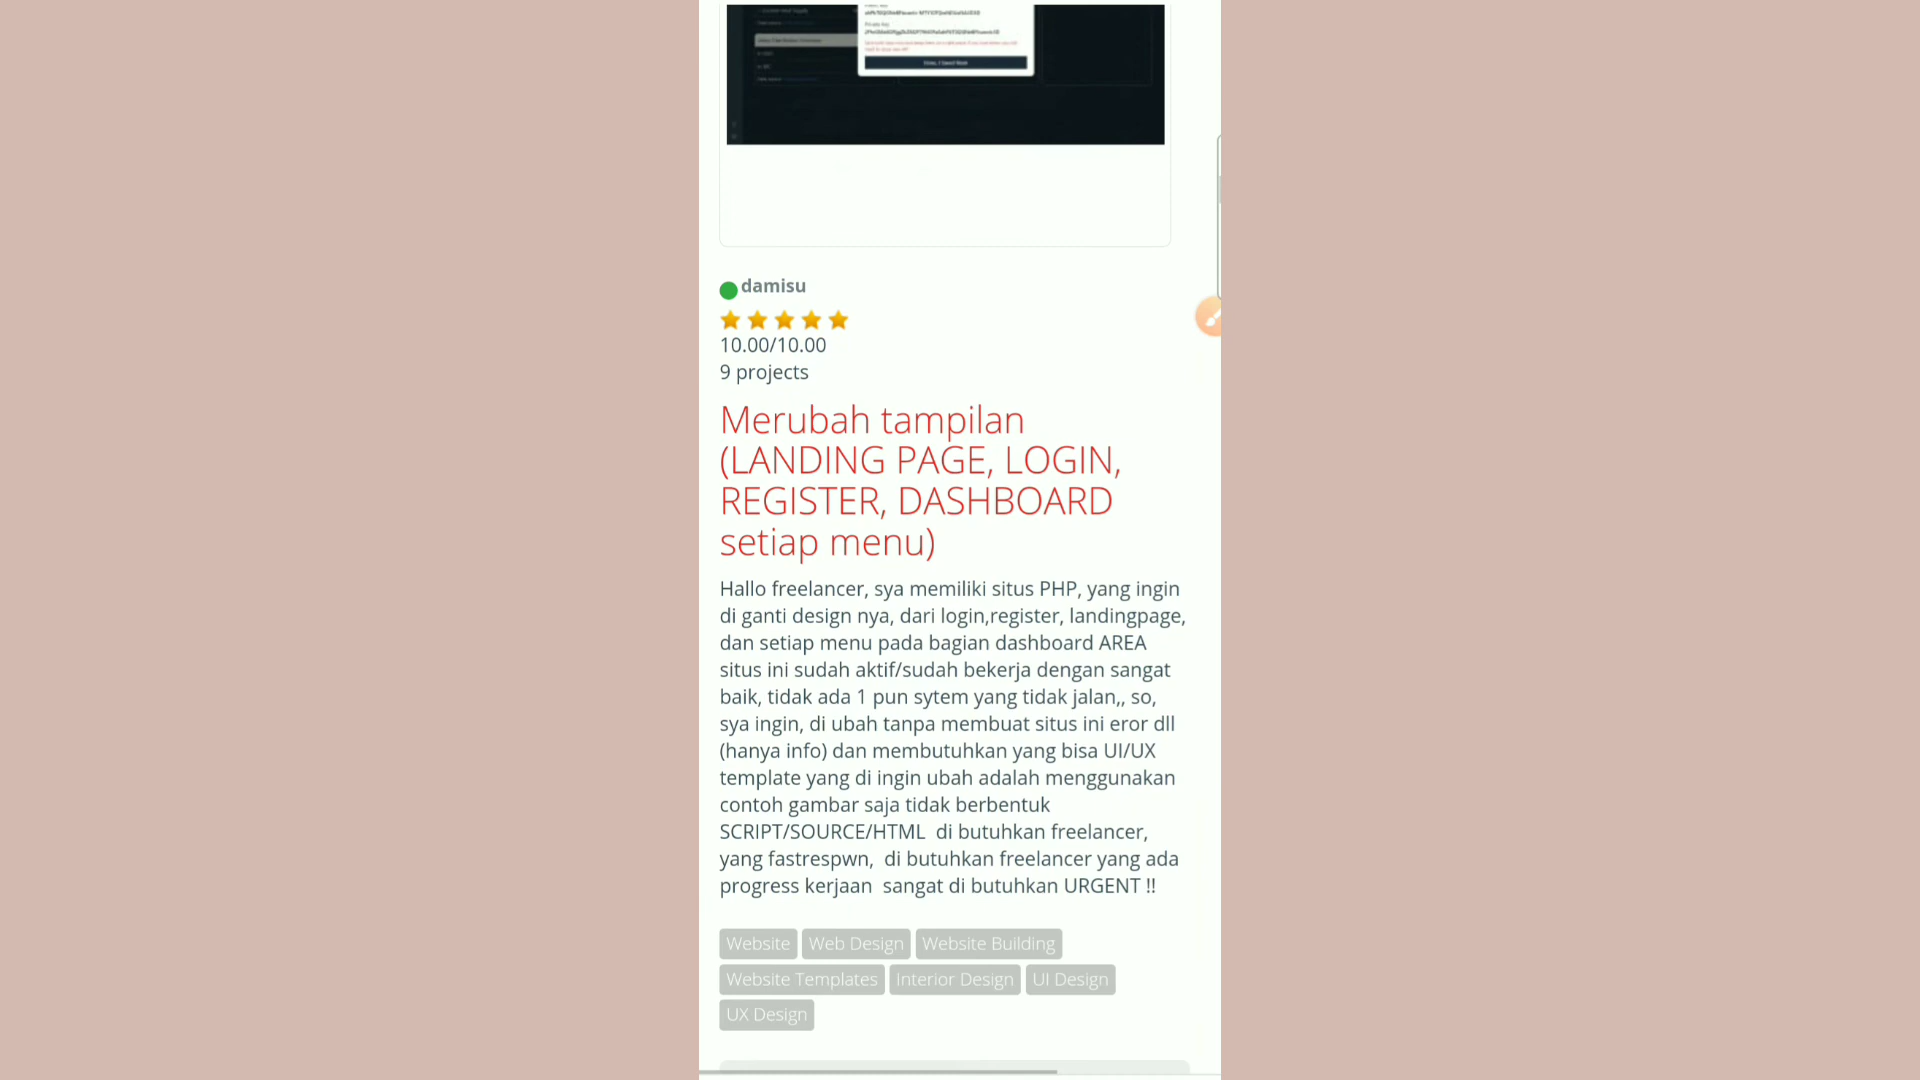 damisu
10.00/10.00
9 projects
Merubah tampilan
(LANDING PAGE, LOGIN,
REGISTER, DASHBOARD
setiap menu)
Hallo freelancer, sya memiliki situs PHP, yang ingin
di ganti design nya, dari login,register, landingpage,
dan setiap menu pada bagian dashboard AREA
situs ini sudah aktif/sudah bekerja dengan sangat
baik, tidak ada 1 pun sytem yang tidak jalan,, so,
sya ingin, di ubah tanpa membuat situs ini eror dll
(hanya info) dan membutuhkan yang bisa UI/UX
template yang di ingin ubah adalah menggunakan
contoh gambar saja tidak berbentuk
SCRIPT/SOURCE/HTML di butuhkan freelancer,
yang fastrespwn, di butuhkan freelancer yang ada
progress kerjaan sangat di butuhkan URGENT !!
Website Web Design Website Building
Website Templates Interior Design UI Design
UX Design